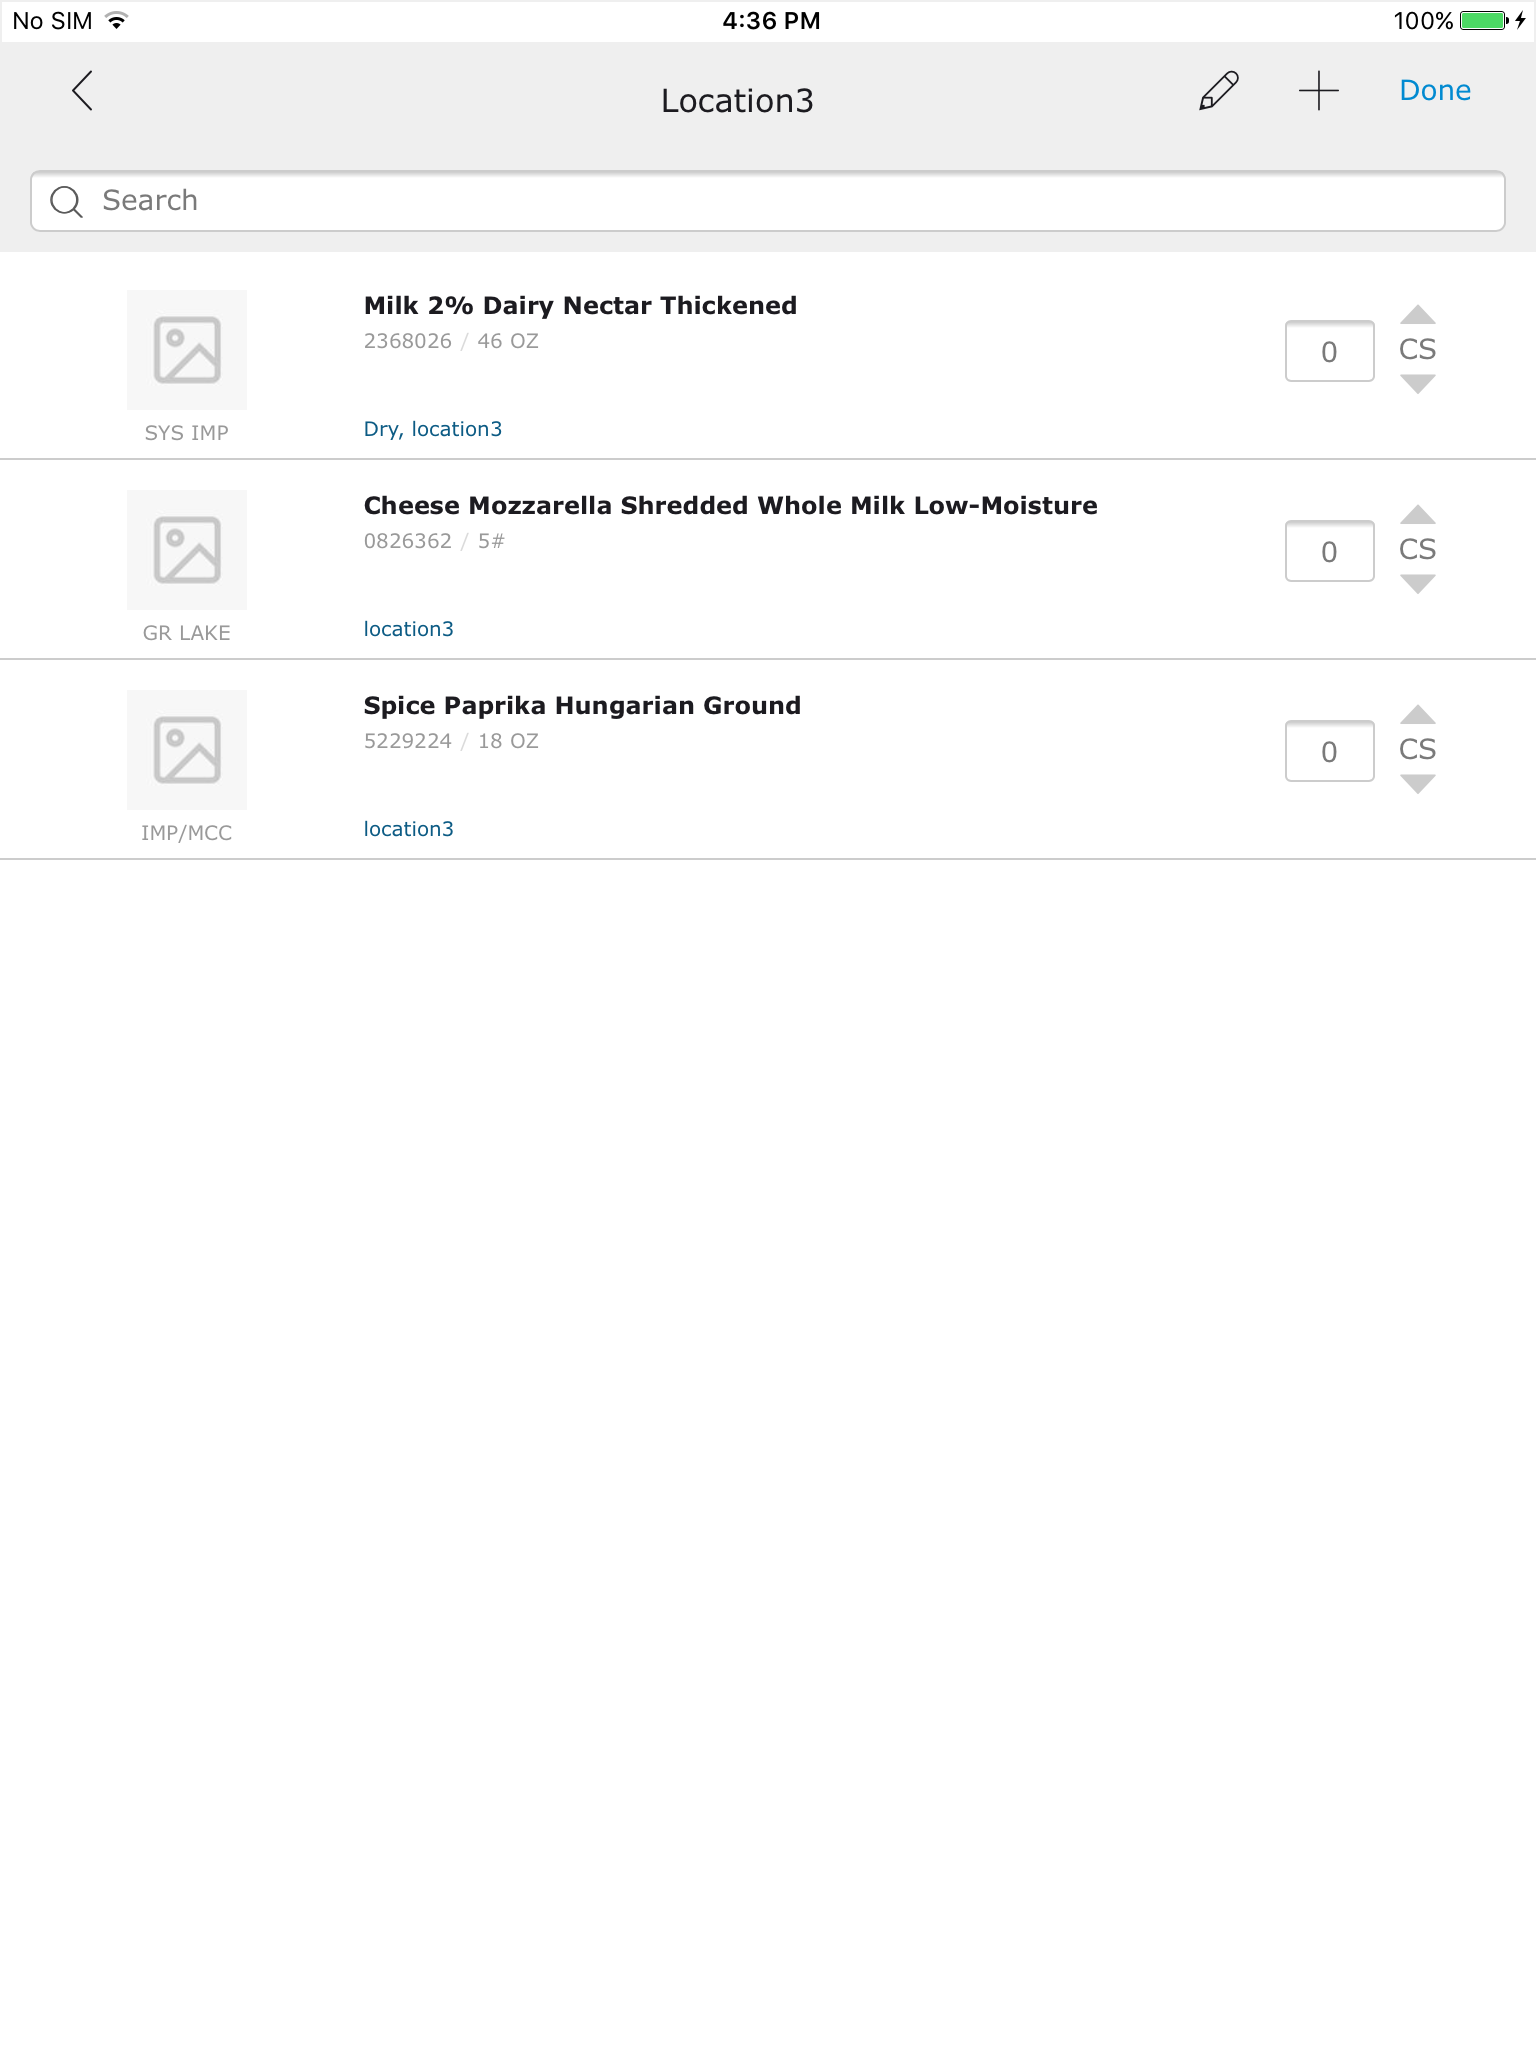 No SIM 4:36 PM 100%
Location3 Done
Search
Milk 2% Dairy Nectar Thickened
2368026 / 46 OZ
0 CS
SYS IMP
Dry, location3
Cheese Mozzarella Shredded Whole Milk Low-Moisture
0826362 / 5#
0 CS
GR LAKE
location3
Spice Paprika Hungarian Ground
5229224 / 18 OZ
0 CS
IMP/MCC
location3